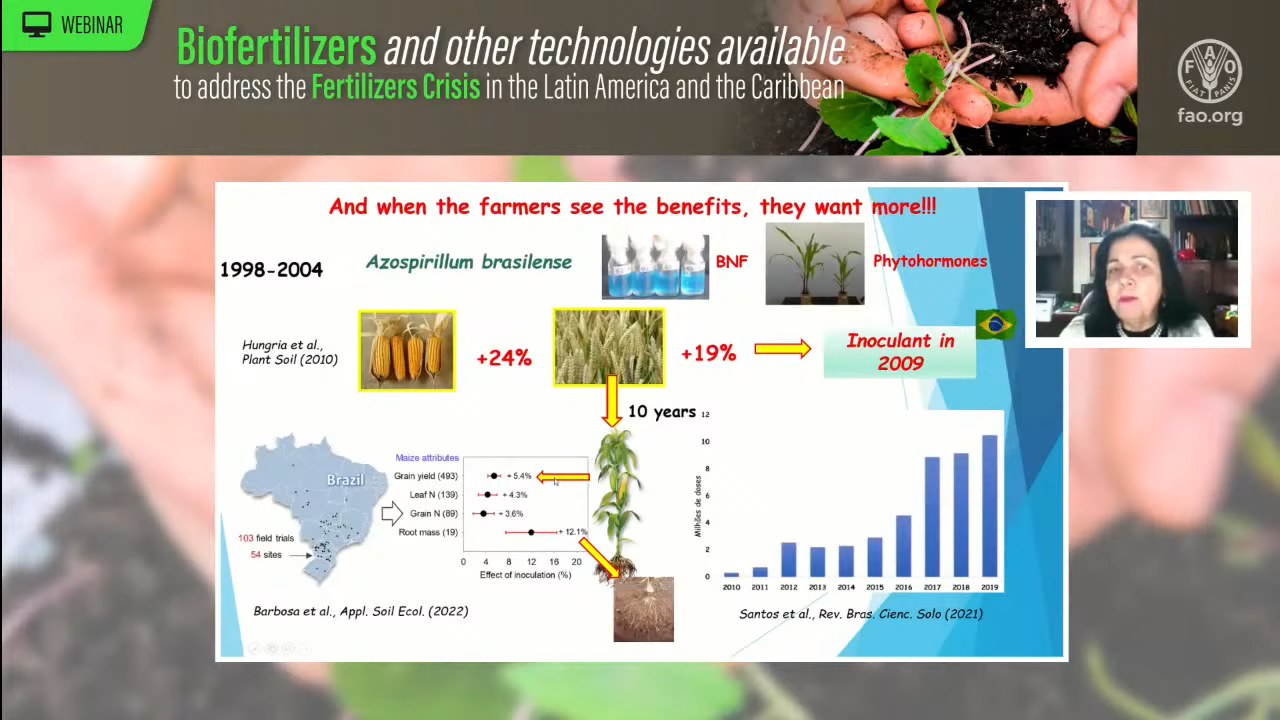 WEBINAR
Biofertilizers and other technologies available
to address the Fertilizers Crisis in the Latin America and the Caribbean
F A O
FIAT PANIS
fao.org
And when the farmers see the benefits, they want more!!!
1998-2004
Azospirillum brasilense
BNF
Phytohormones
Hungria et al.,
Plant Soil (2010)
+24%
+19%
Inoculant in
2009
10 years
Brazil
103 field trials
54 sites
Maize attributes
Grain yield (493)
+ 5.4%
Leaf N (139)
+ 4.3%
Grain N (89)
+ 3.6%
Root mass (19)
+ 12.1%
0 4 8 12 16 20
Effect of inoculation (%)
Barbosa et al., Appl. Soil Ecol. (2022)
12
10
8
6
4
2
0
Milhões de doses
2010 2011 2012 2013 2014 2015 2016 2017 2018 2019
Santos et al., Rev. Bras. Cienc. Solo (2021)